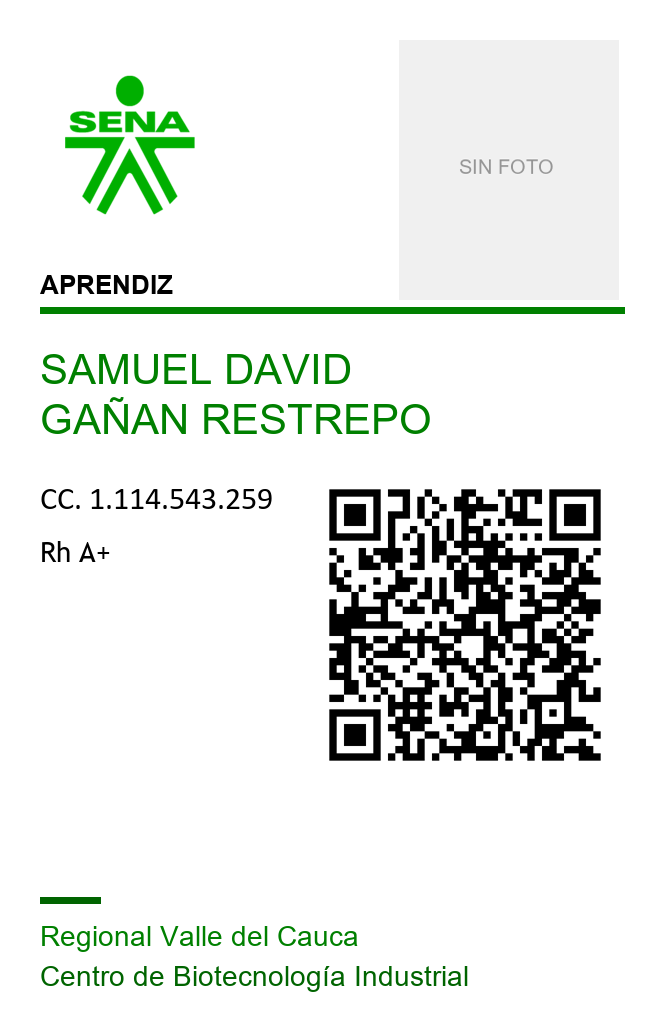 SENA
SIN FOTO
APRENDIZ
SAMUEL DAVID
GAÑAN RESTREPO
CC. 1.114.543.259
Rh A+
Regional Valle del Cauca
Centro de Biotecnología Industrial